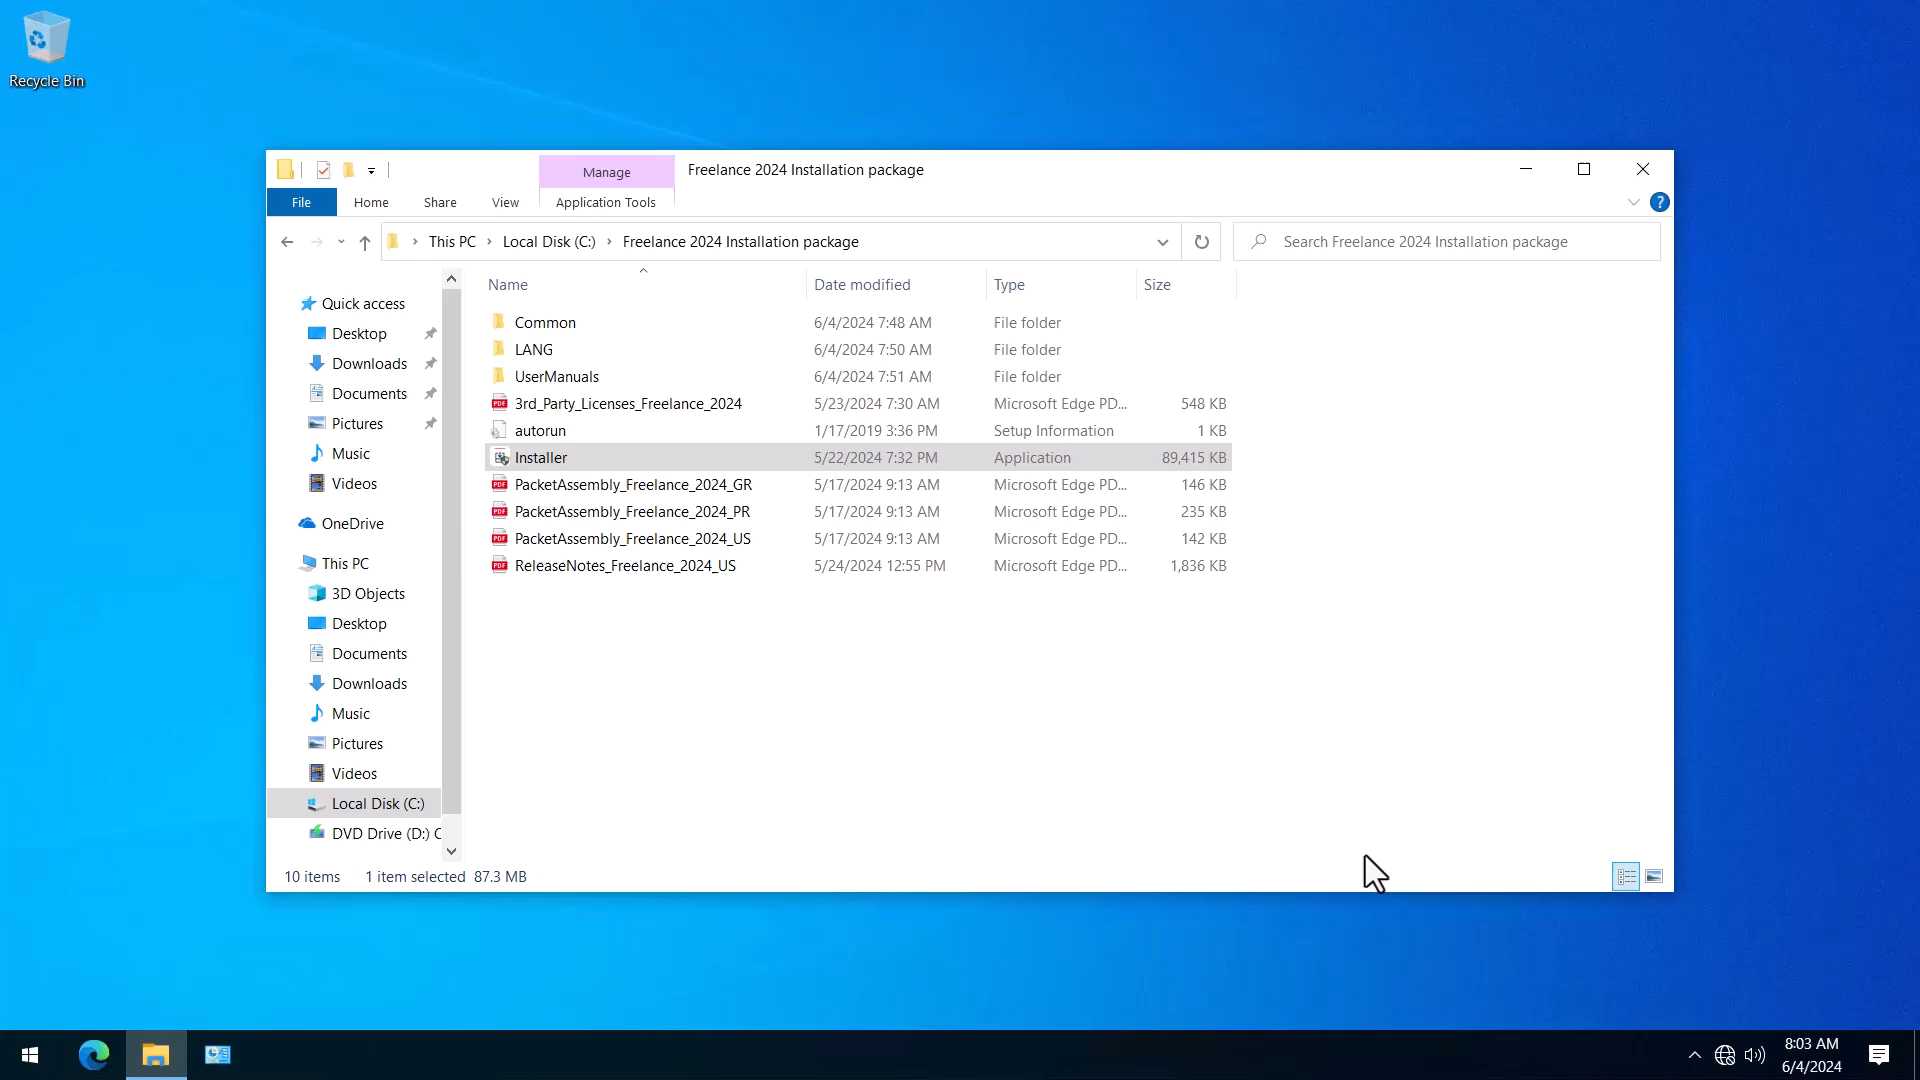 Recycle Bin
Manage
Freelance 2024 Installation package
File
Home
Share
View
Application Tools
?
This PC
Local Disk (C:)
Freelance 2024 Installation package
Search Freelance 2024 Installation package
Name
Date modified
Type
Size
Quick access
Desktop
Downloads
Documents
Pictures
Music
Videos
OneDrive
This PC
3D Objects
Desktop
Documents
Downloads
Music
Pictures
Videos
Local Disk (C:)
DVD Drive (D:) C
Common 6/4/2024 7:48 AM File folder
LANG 6/4/2024 7:50 AM File folder
UserManuals 6/4/2024 7:51 AM File folder
PDF 3rd_Party_Licenses_Freelance_2024 5/23/2024 7:30 AM Microsoft Edge PD... 548 KB
autorun 1/17/2019 3:36 PM Setup Information 1 KB
Installer 5/22/2024 7:32 PM Application 89,415 KB
PDF PacketAssembly_Freelance_2024_GR 5/17/2024 9:13 AM Microsoft Edge PD... 146 KB
PDF PacketAssembly_Freelance_2024_PR 5/17/2024 9:13 AM Microsoft Edge PD... 235 KB
PDF PacketAssembly_Freelance_2024_US 5/17/2024 9:13 AM Microsoft Edge PD... 142 KB
PDF ReleaseNotes_Freelance_2024_US 5/24/2024 12:55 PM Microsoft Edge PD... 1,836 KB
10 items
1 item selected 87.3 MB
8:03 AM
6/4/2024